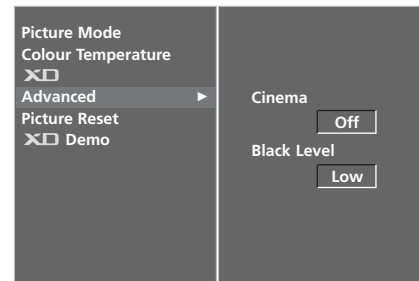 Picture Mode
Colour Temperature
XD
Advanced ►
Picture Reset
XD Demo
Cinema
Off
Black Level
Low